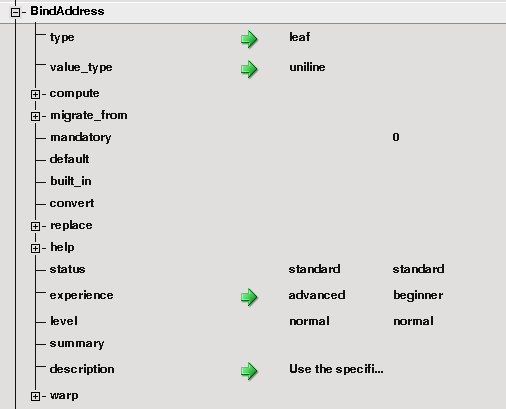 BindAddress
type leaf
value_type uniline
compute
migrate_from
mandatory 0
default
built_in
convert
replace
help
status standard standard
experience advanced beginner
level normal normal
summary
description Use the specifi...
warp